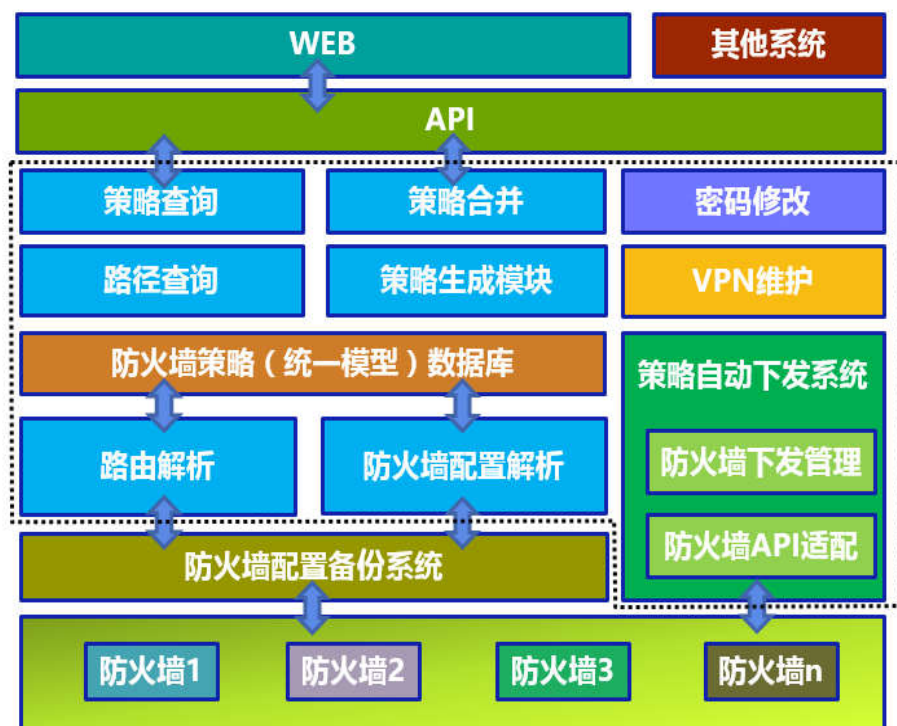 WEB
其他系统
API
策略查询
策略合并
密码修改
路径查询
策略生成模块
VPN维护
防火墙策略（统一模型）数据库
策略自动下发系统
路由解析
防火墙配置解析
防火墙下发管理
防火墙API适配
防火墙配置备份系统
防火墙1
防火墙2
防火墙3
防火墙n